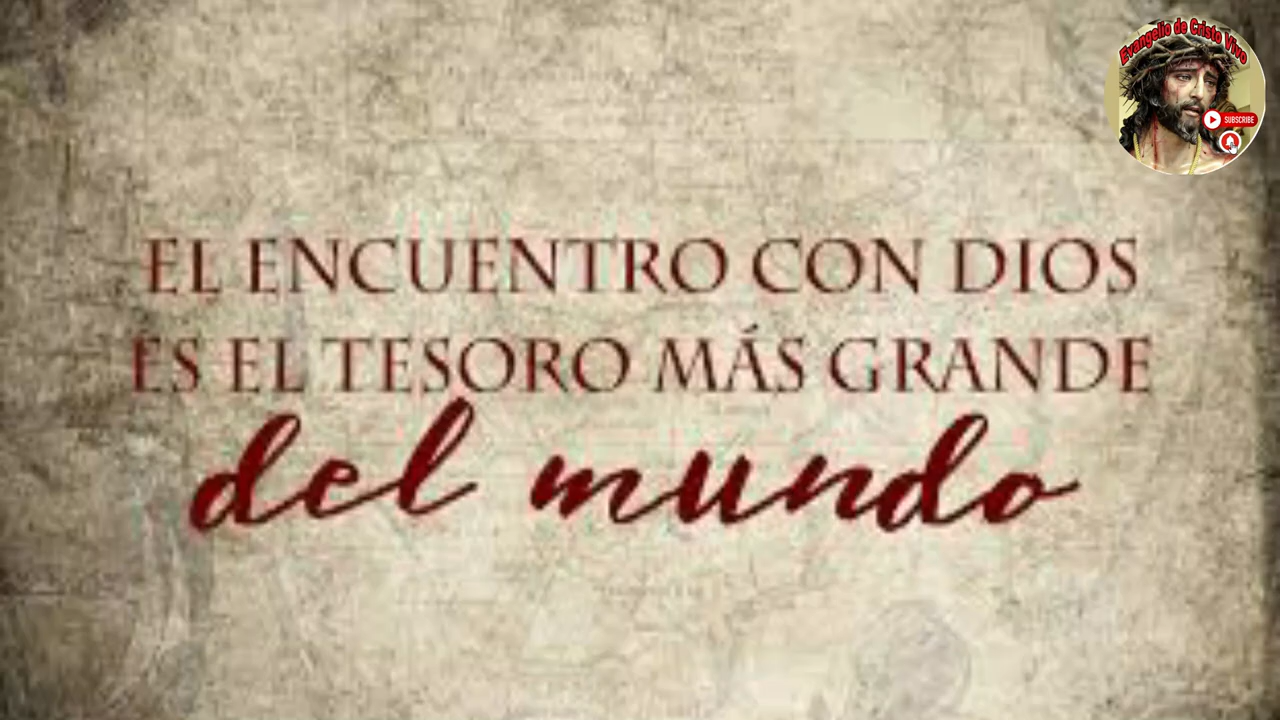 Evangelio de Cristo Vivo
SUBSCRIBE
EL ENCUENTRO CON DIOS
ES EL TESORO MÁS GRANDE
del mundo